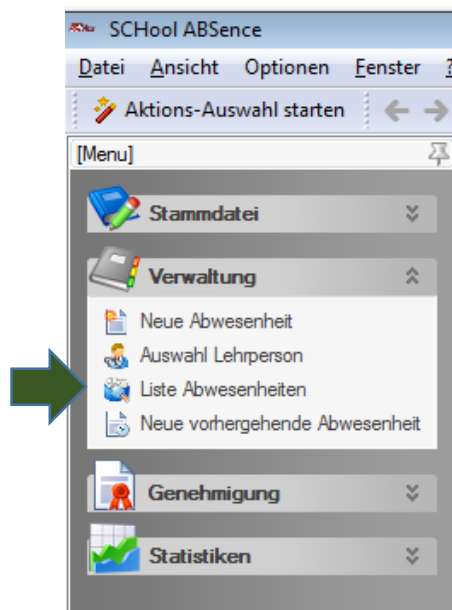 SCHool ABSence
Datei Ansicht Optionen Fenster ?
Aktions-Auswahl starten
[Menu]
Stammdatei
Verwaltung
Neue Abwesenheit
Auswahl Lehrperson
Liste Abwesenheiten
Neue vorhergehende Abwesenheit
Genehmigung
Statistiken